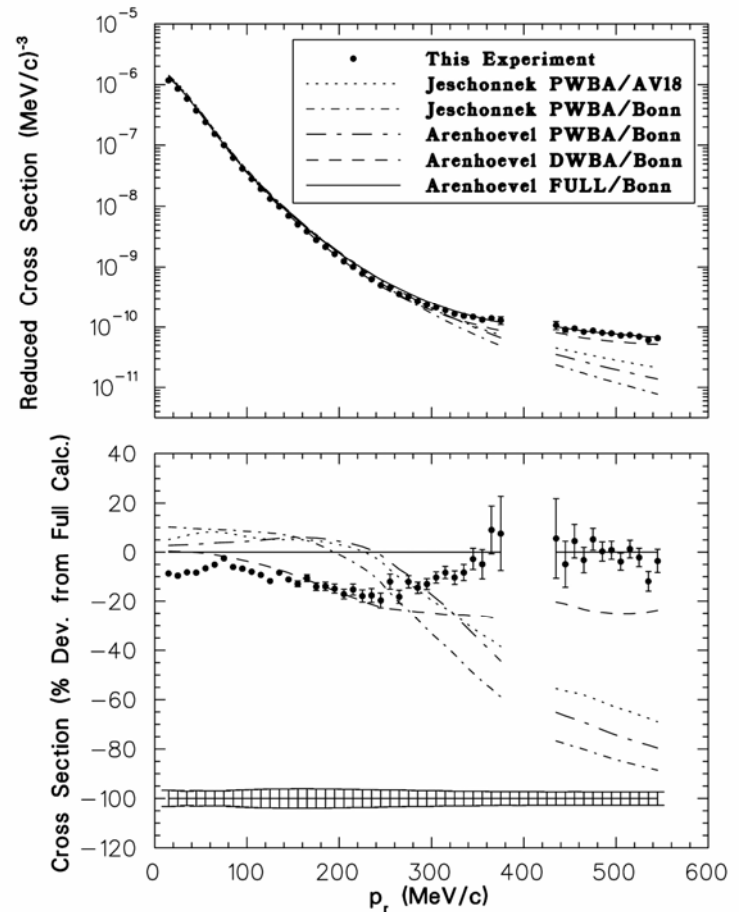 Reduced Cross Section (MeV/c)⁻³
10⁻⁵
10⁻⁶
10⁻⁷
10⁻⁸
10⁻⁹
10⁻¹⁰
10⁻¹¹
This Experiment
Jeschonnek PWBA/AV18
Jeschonnek PWBA/Bonn
Arenhoevel PWBA/Bonn
Arenhoevel DWBA/Bonn
Arenhoevel FULL/Bonn
Cross Section (% Dev. from Full Calc.)
40
20
0
−20
−40
−60
−80
−100
−120
0 100 200 300 400 500 600
pᵣ (MeV/c)